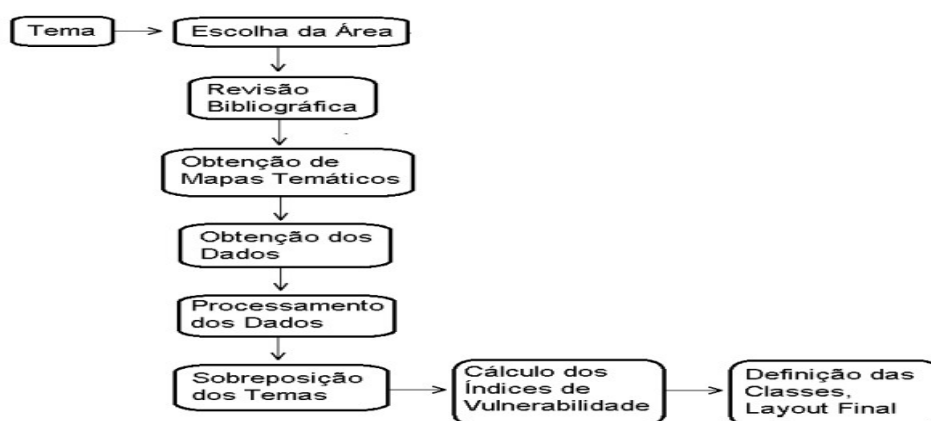 Tema
Escolha da Área
Revisão
Bibliográfica
Obtenção de
Mapas Temáticos
Obtenção dos
Dados
Processamento
dos Dados
Sobreposição
dos Temas
Cálculo dos
Índices de
Vulnerabilidade
Definição das
Classes,
Layout Final